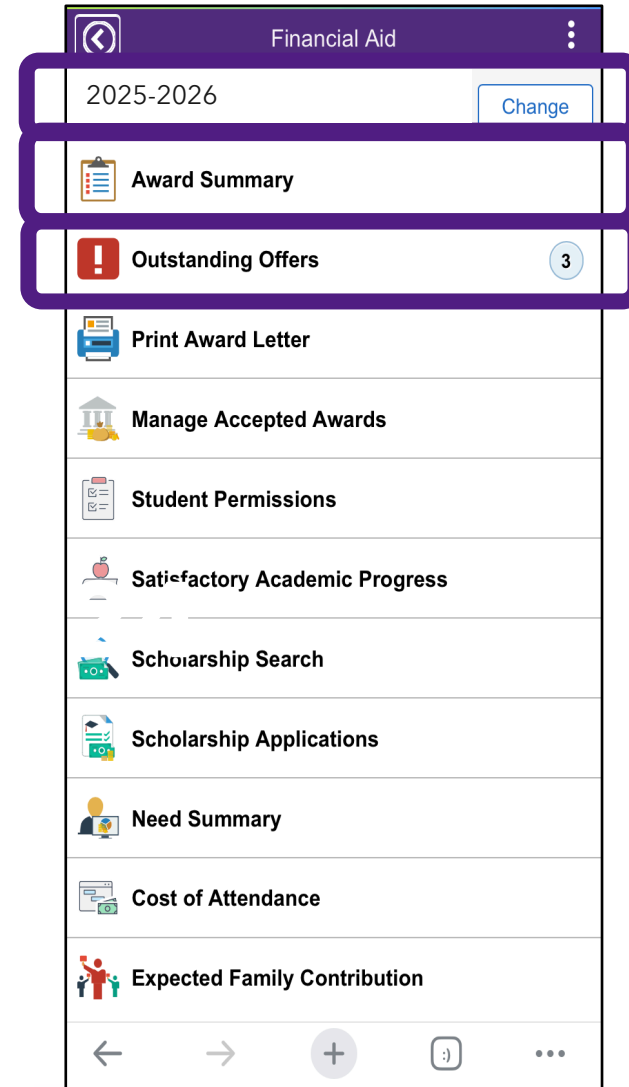 Financial Aid
2025-2026
Change
Award Summary
Outstanding Offers
3
Print Award Letter
Manage Accepted Awards
Student Permissions
Satisfactory Academic Progress
Scholarship Search
Scholarship Applications
Need Summary
Cost of Attendance
Expected Family Contribution
:)